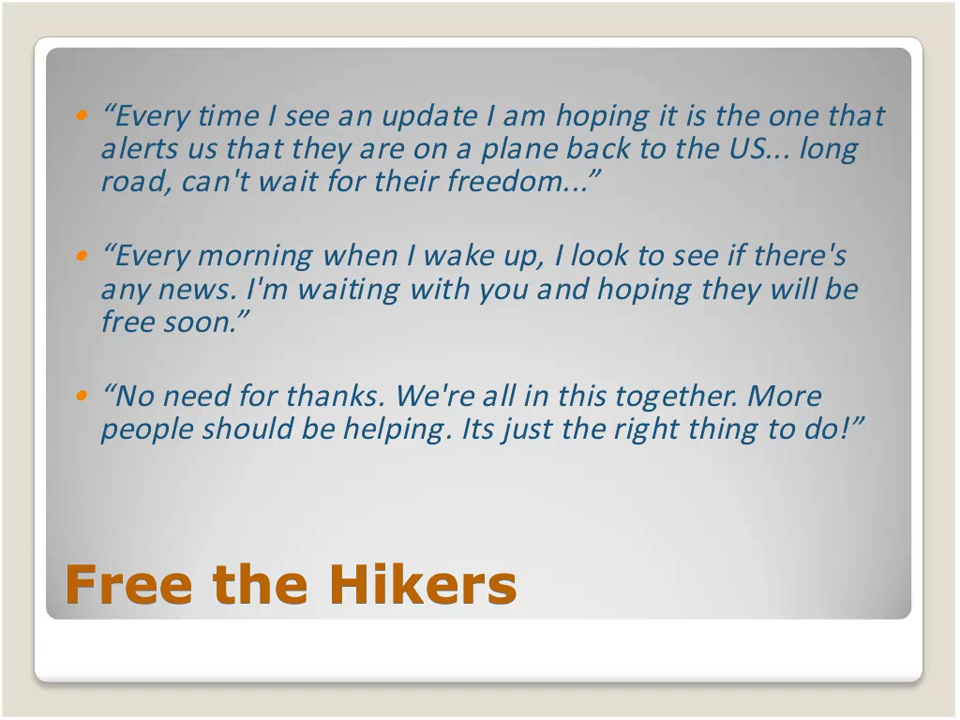 • “Every time I see an update I am hoping it is the one that
alerts us that they are on a plane back to the US... long
road, can't wait for their freedom...”
• “Every morning when I wake up, I look to see if there's
any news. I'm waiting with you and hoping they will be
free soon.”
• “No need for thanks. We're all in this together. More
people should be helping. Its just the right thing to do!”
Free the Hikers